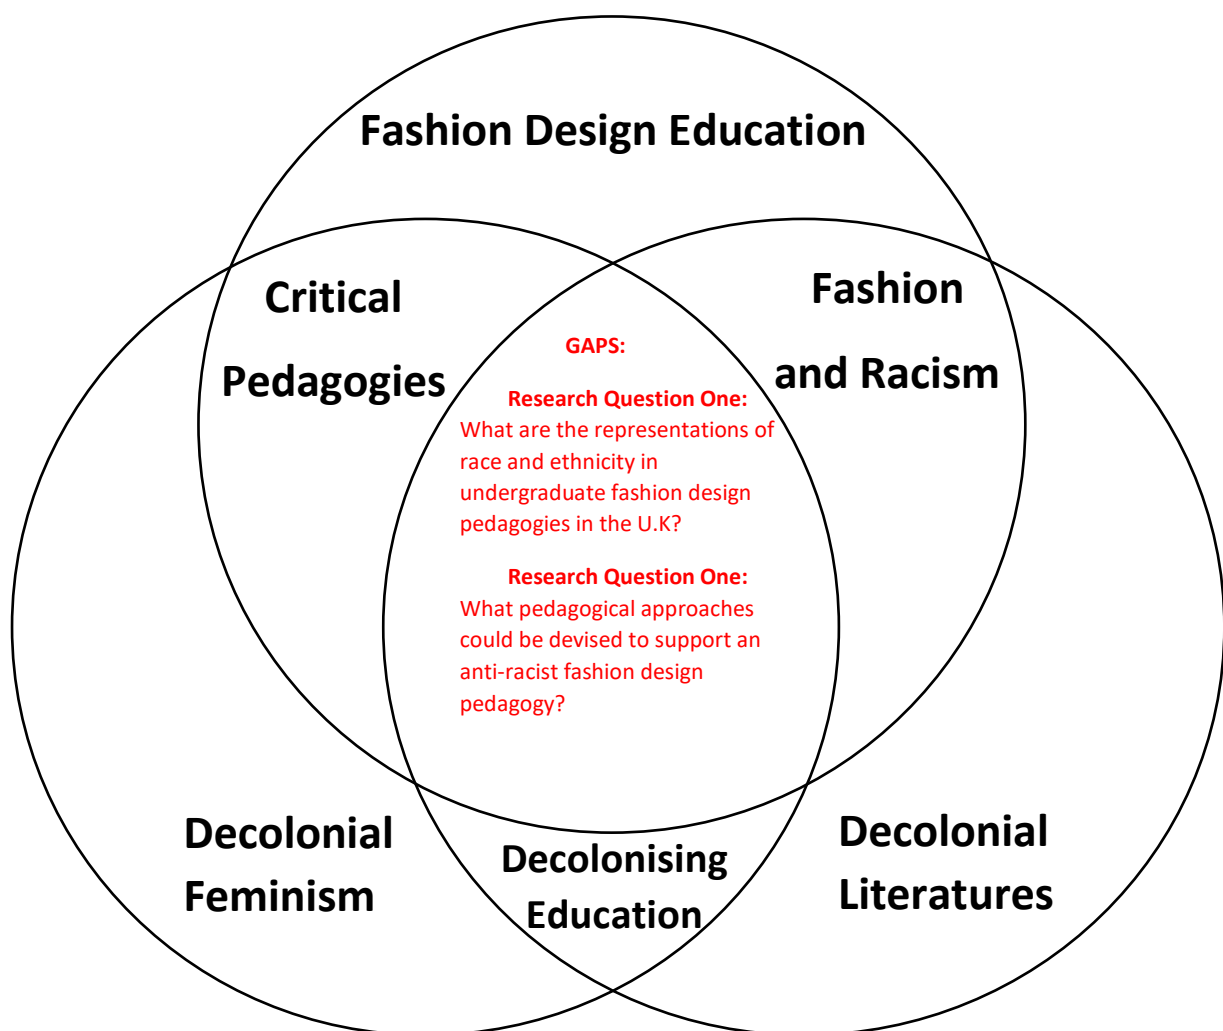 Fashion Design Education
Critical
Pedagogies
Fashion
and Racism
GAPS:
Research Question One:
What are the representations of
race and ethnicity in
undergraduate fashion design
pedagogies in the U.K?
Research Question One:
What pedagogical approaches
could be devised to support an
anti-racist fashion design
pedagogy?
Decolonial
Feminism
Decolonising
Education
Decolonial
Literatures